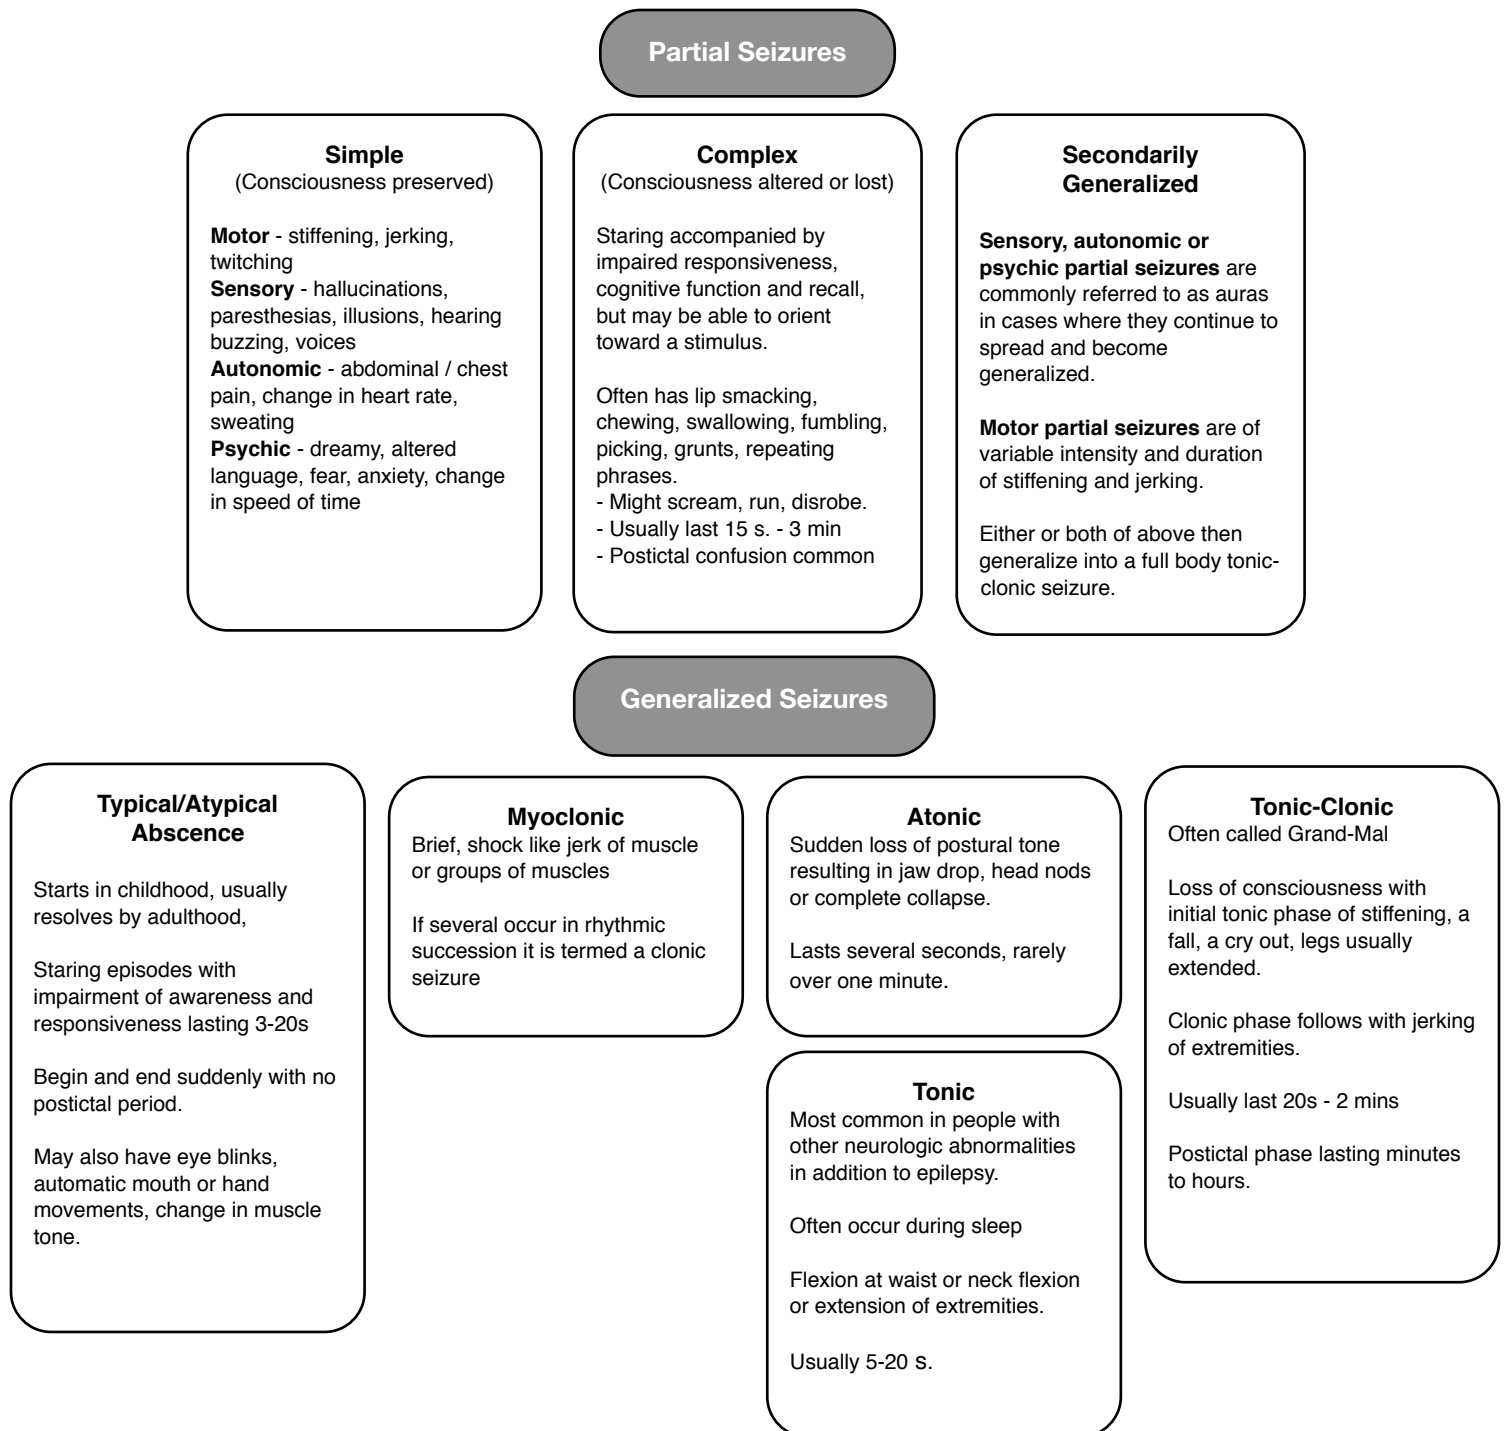 Partial Seizures
Simple
(Consciousness preserved)
Motor - stiffening, jerking,
twitching
Sensory - hallucinations,
paresthesias, illusions, hearing
buzzing, voices
Autonomic - abdominal / chest
pain, change in heart rate,
sweating
Psychic - dreamy, altered
language, fear, anxiety, change
in speed of time
Complex
(Consciousness altered or lost)
Staring accompanied by
impaired responsiveness,
cognitive function and recall,
but may be able to orient
toward a stimulus.
Often has lip smacking,
chewing, swallowing, fumbling,
picking, grunts, repeating
phrases.
- Might scream, run, disrobe.
- Usually last 15 s. - 3 min
- Postictal confusion common
Secondarily
Generalized
Sensory, autonomic or
psychic partial seizures are
commonly referred to as auras
in cases where they continue to
spread and become
generalized.
Motor partial seizures are of
variable intensity and duration
of stiffening and jerking.
Either or both of above then
generalize into a full body tonic-
clonic seizure.
Generalized Seizures
Typical/Atypical
Abscence
Starts in childhood, usually
resolves by adulthood,
Staring episodes with
impairment of awareness and
responsiveness lasting 3-20s
Begin and end suddenly with no
postictal period.
May also have eye blinks,
automatic mouth or hand
movements, change in muscle
tone.
Myoclonic
Brief, shock like jerk of muscle
or groups of muscles
If several occur in rhythmic
succession it is termed a clonic
seizure
Atonic
Sudden loss of postural tone
resulting in jaw drop, head nods
or complete collapse.
Lasts several seconds, rarely
over one minute.
Tonic
Most common in people with
other neurologic abnormalities
in addition to epilepsy.
Often occur during sleep
Flexion at waist or neck flexion
or extension of extremities.
Usually 5-20 s.
Tonic-Clonic
Often called Grand-Mal
Loss of consciousness with
initial tonic phase of stiffening, a
fall, a cry out, legs usually
extended.
Clonic phase follows with jerking
of extremities.
Usually last 20s - 2 mins
Postictal phase lasting minutes
to hours.